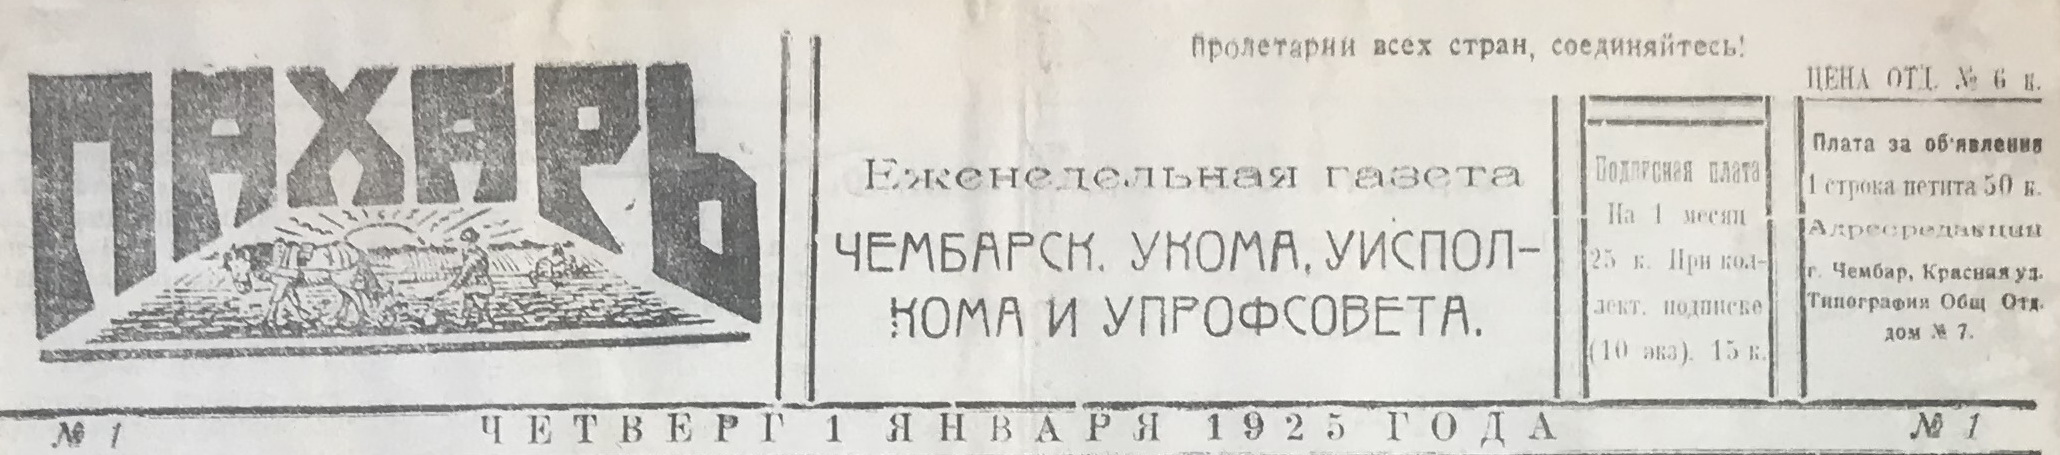 ПАХАРЬ
Пролетарии всех стран, соединяйтесь!
Еженедельная газета
ЧЕМБАРСК. УКОМА, УИСПОЛ-
КОМА И УПРОФСОВЕТА.
Подписная плата
На 1 месяц
25 к. При кол-
лект. подписке
(10 экз). 15 к.
ЦЕНА ОТД. № 6 к.
Плата за об'явления
1 строка петита 50 к.
Адресредакции
г. Чембар, Красная ул.
Типография Общ Отд.
дом № 7.
№ 1 ЧЕТВЕРГ 1 ЯНВАРЯ 1925 ГОДА № 1